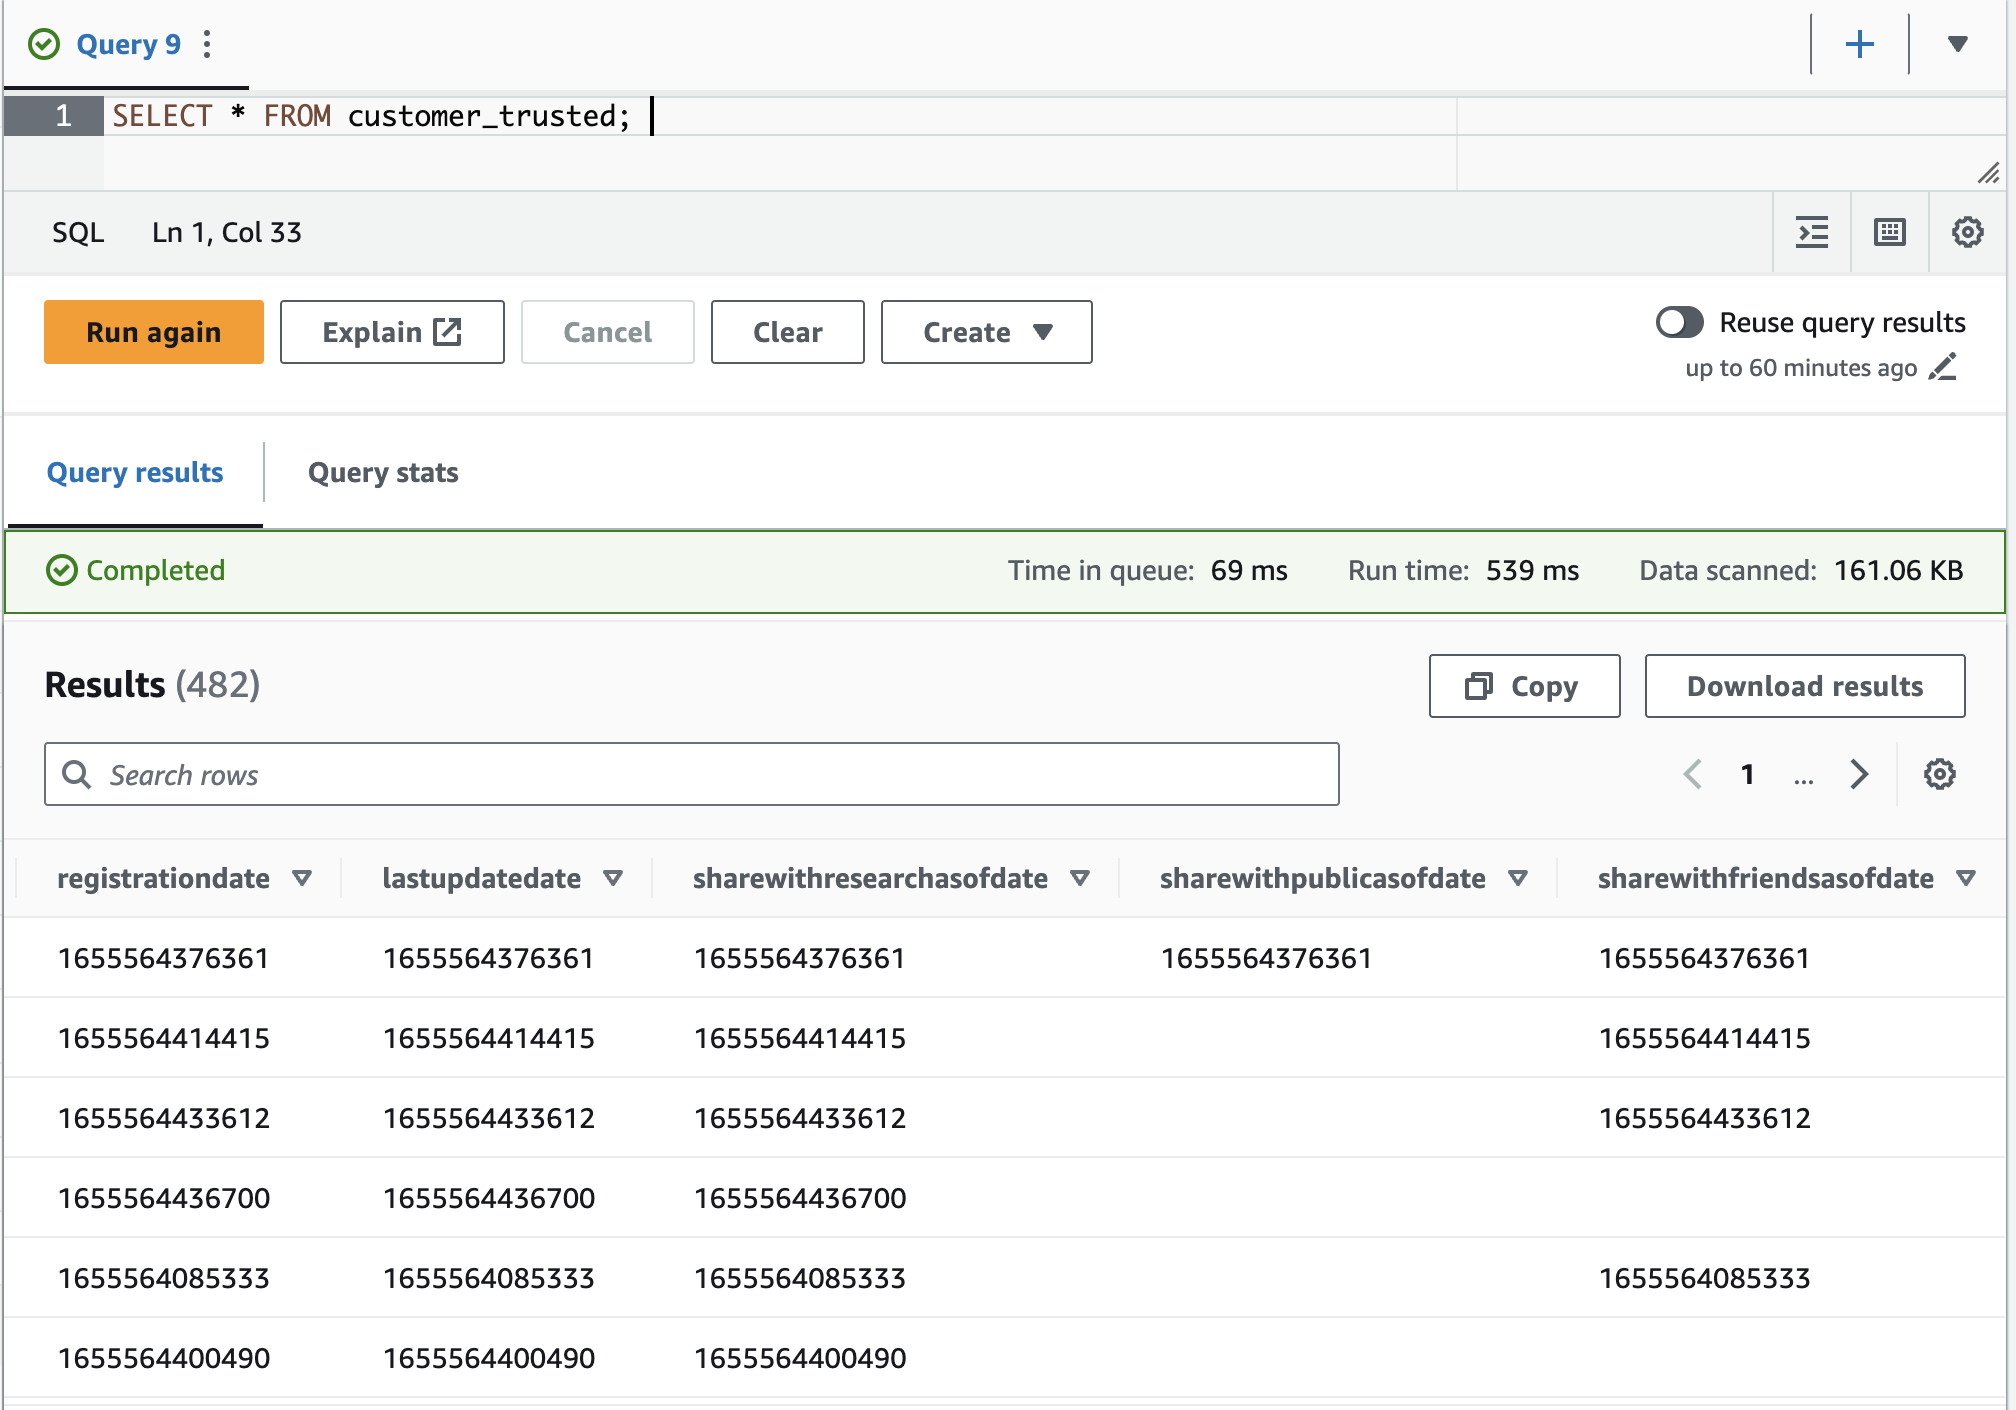 Query 9
1 SELECT * FROM customer_trusted;
SQL Ln 1, Col 33
Run again Explain Cancel Clear Create Reuse query results
up to 60 minutes ago
Query results Query stats
Completed Time in queue: 69 ms Run time: 539 ms Data scanned: 161.06 KB
Results (482) Copy Download results
Search rows 1 ...
registrationdate lastupdatedate sharewithresearchasofdate sharewithpublicasofdate sharewithfriendsasofdate
1655564376361 1655564376361 1655564376361 1655564376361 1655564376361
1655564414415 1655564414415 1655564414415 1655564414415
1655564433612 1655564433612 1655564433612 1655564433612
1655564436700 1655564436700 1655564436700
1655564085333 1655564085333 1655564085333 1655564085333
1655564400490 1655564400490 1655564400490